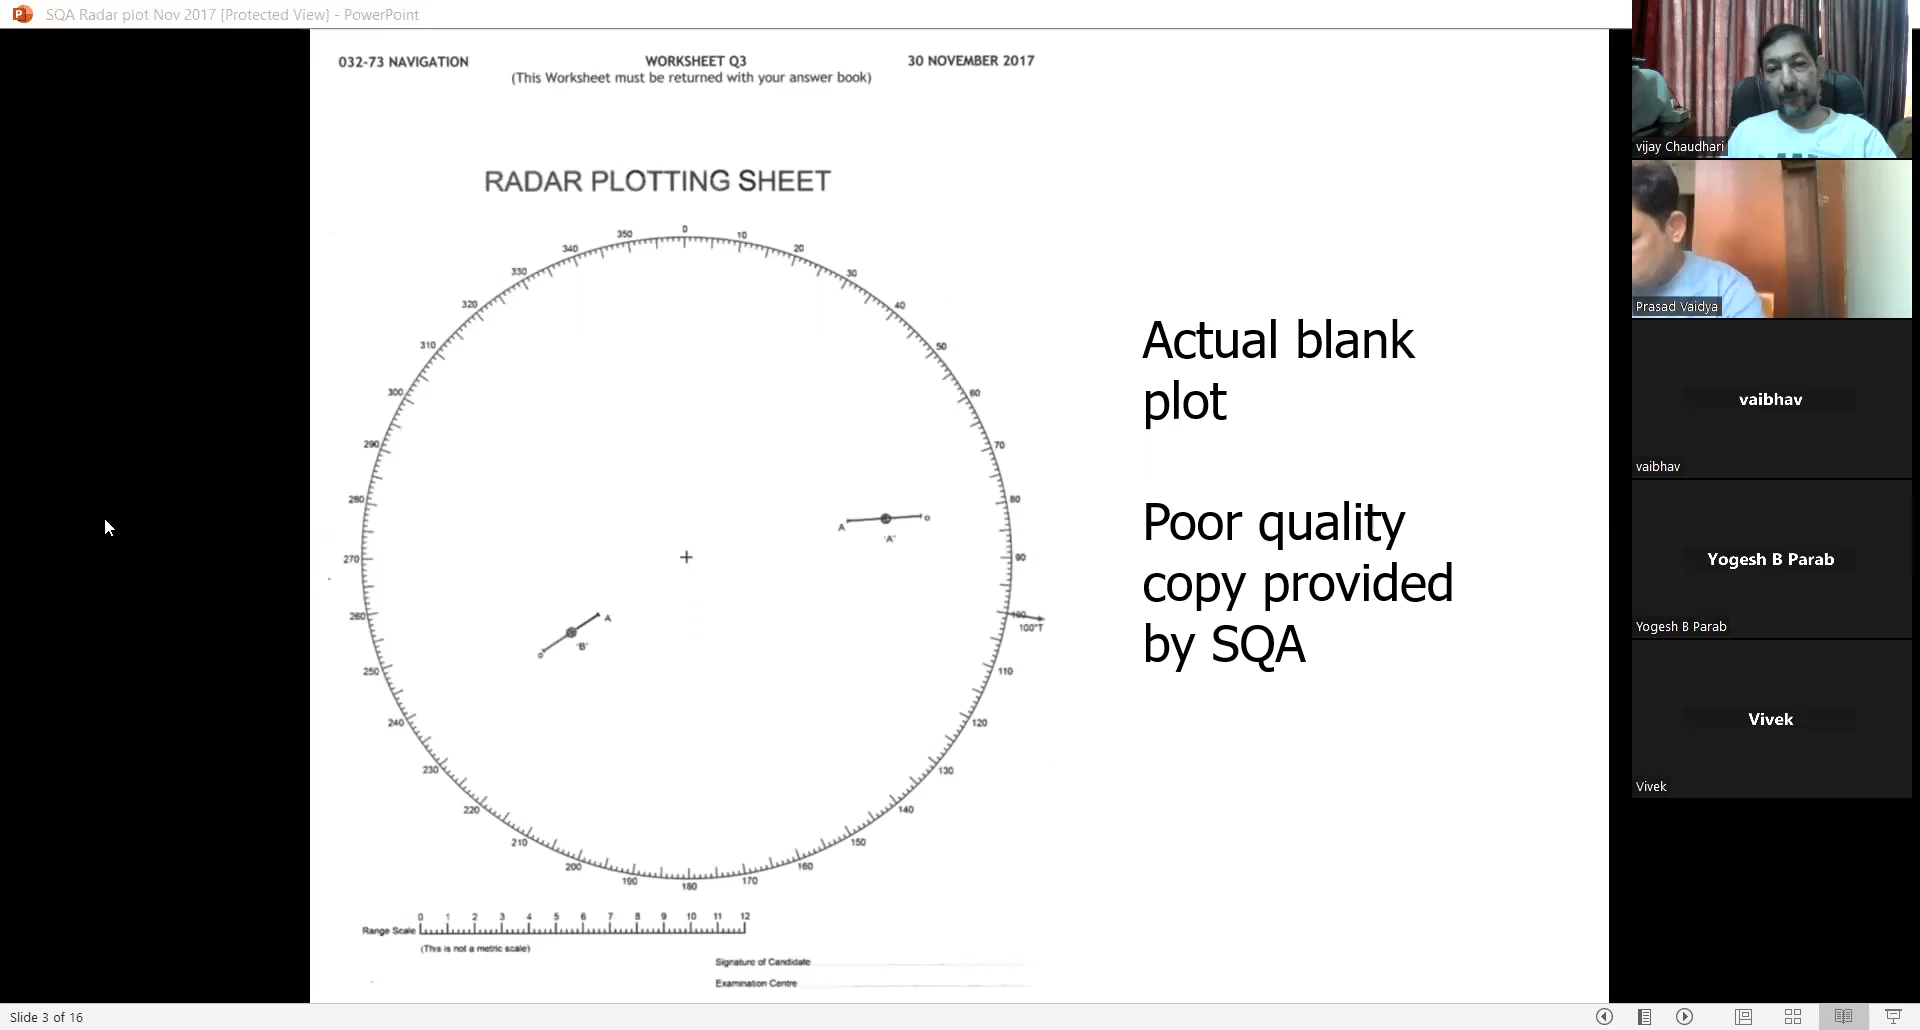 SQA Radar plot Nov 2017 [Protected View] - PowerPoint
032-73 NAVIGATION
WORKSHEET Q3
30 NOVEMBER 2017
(This Worksheet must be returned with your answer book)
RADAR PLOTTING SHEET
0
10
20
30
40
50
60
70
80
90
100
100°T
110
120
130
140
150
160
170
180
190
200
210
220
230
240
250
260
270
280
290
300
310
320
330
340
350
A
'A'
O
A
'B'
O
Range Scale
0 1 2 3 4 5 6 7 8 9 10 11 12
(This is not a metric scale)
Signature of Candidate
Examination Centre
Actual blank
plot
Poor quality
copy provided
by SQA
vijay Chaudhari
Prasad Vaidya
vaibhav
vaibhav
Yogesh B Parab
Yogesh B Parab
Vivek
Vivek
Slide 3 of 16